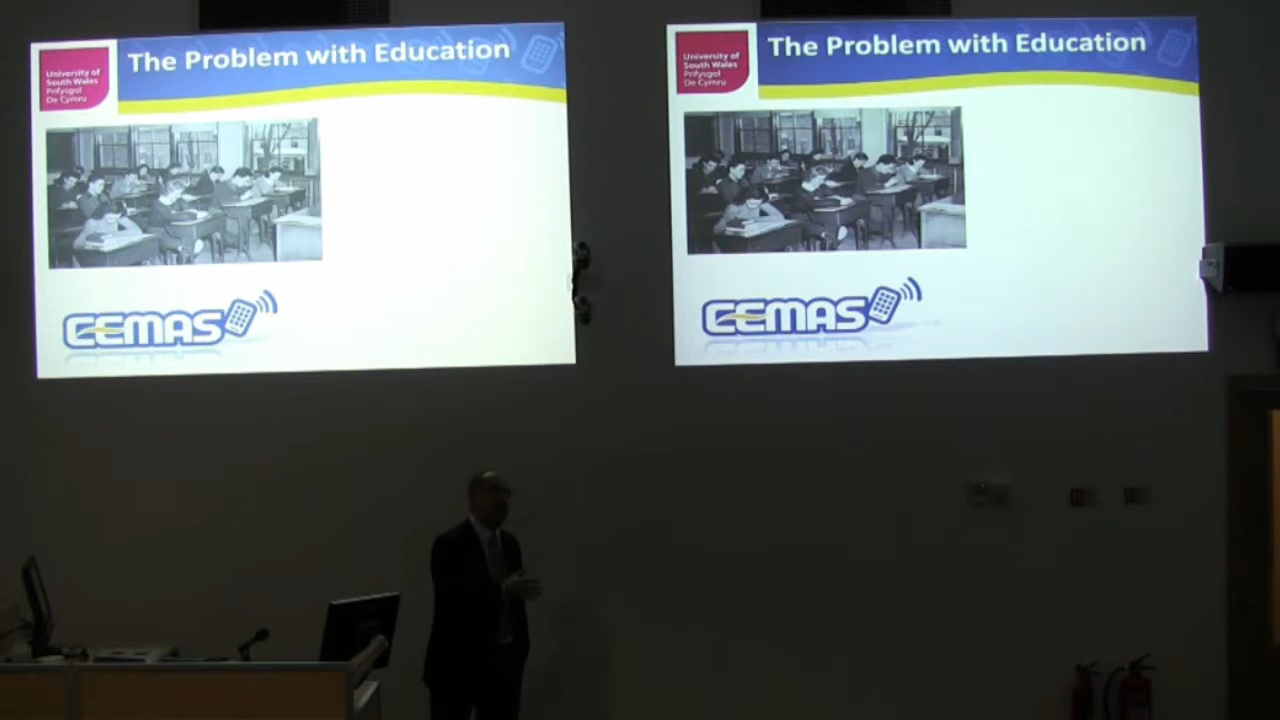 The Problem with Education
University of
South Wales
Prifysgol
De Cymru
CEMAS
The Problem with Education
University of
South Wales
Prifysgol
De Cymru
CEMAS